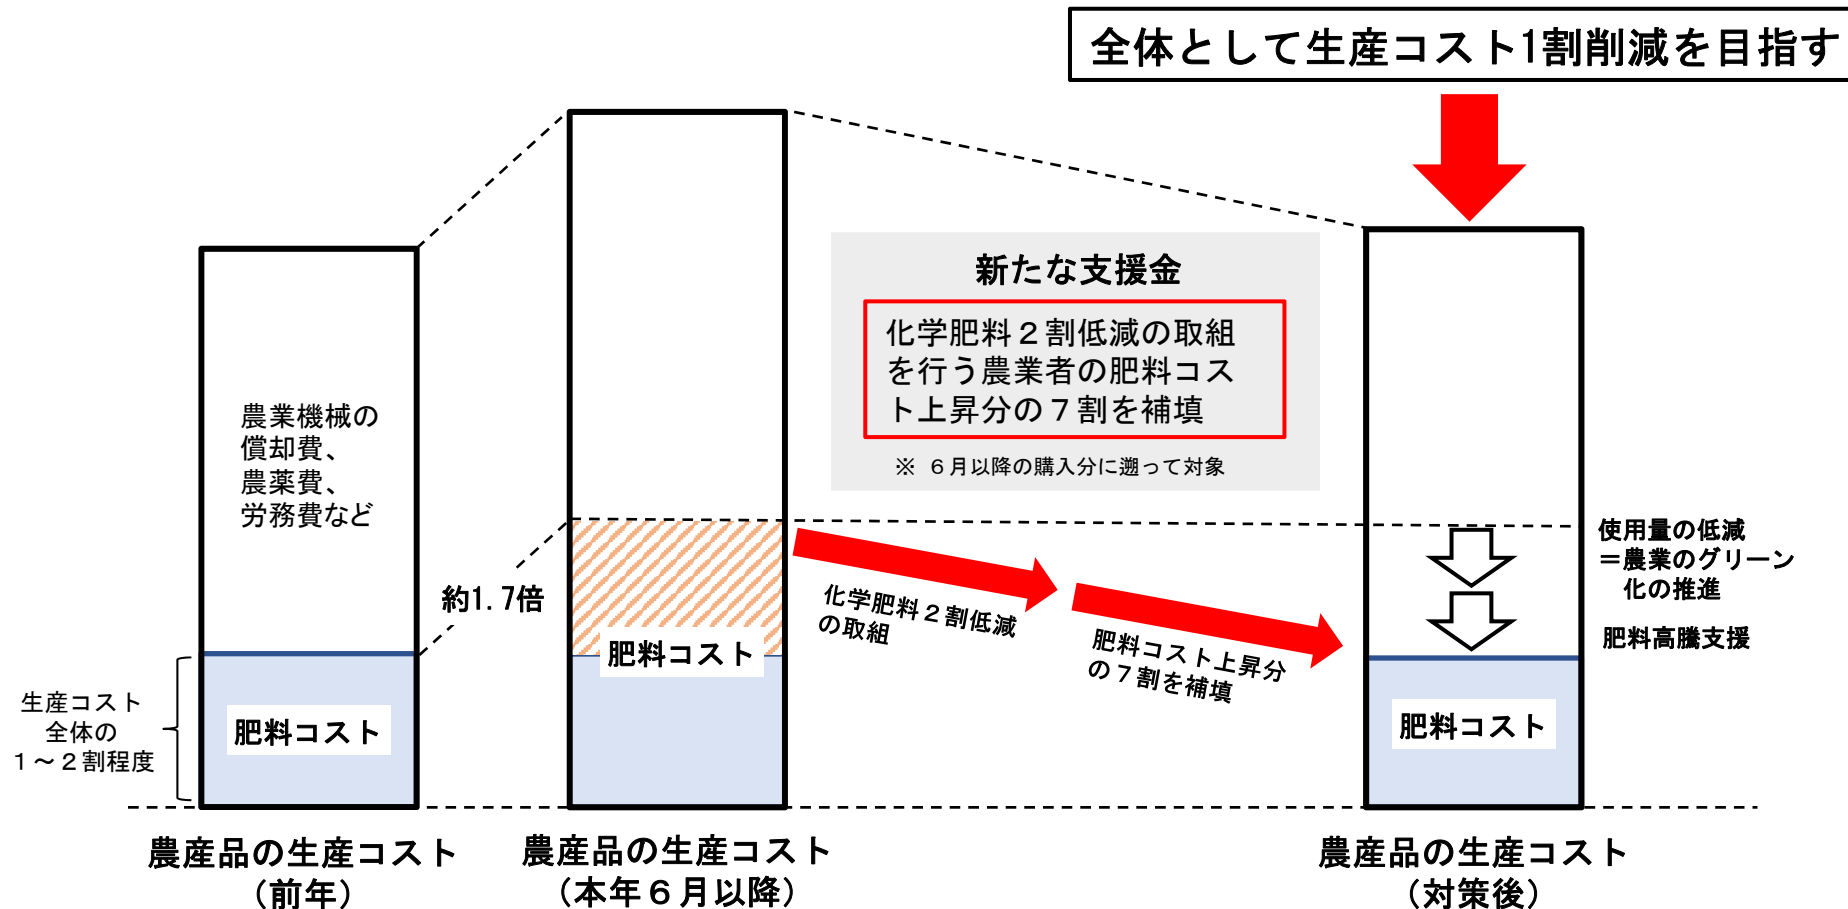 全体として生産コスト1割削減を目指す
新たな支援金
化学�料２割低減の取組
を行う農業者の肥料コス
ト上昇分の７割を補填
※ ６月以降の購入分に遡って対象
農業機械の
償却費、
農薬費、
労務費など
約1.7倍
肥料コスト
化学肥料２割低減
の取組
肥料コスト上昇分
の７割を補填
使用量の低減
＝農業のグリーン
化の推進
肥料高騰支援
生産コスト
全体の
１～２割程度
肥料コスト
肥料コスト
農産品の生産コスト
（前年）
農産品の生産コスト
（本年６月以降）
農産品の生産コスト
（対策後）